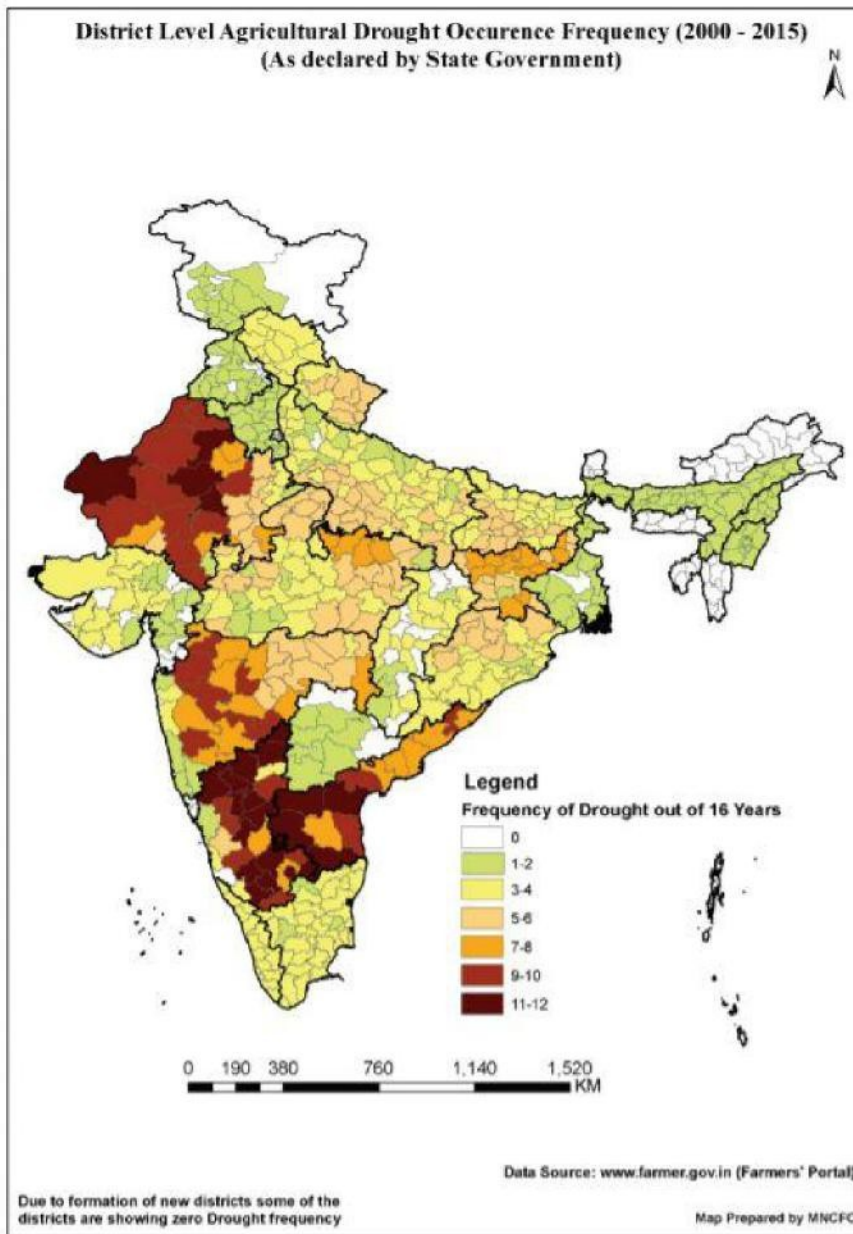 District Level Agricultural Drought Occurence Frequency (2000 - 2015)
(As declared by State Government)
N
Legend
Frequency of Drought out of 16 Years
0
1-2
3-4
5-6
7-8
9-10
11-12
0 190 380 760 1,140 1,520
KM
Data Source: www.farmer.gov.in (Farmers' Portal)
Due to formation of new districts some of the
districts are showing zero Drought frequency
Map Prepared by MNCFC